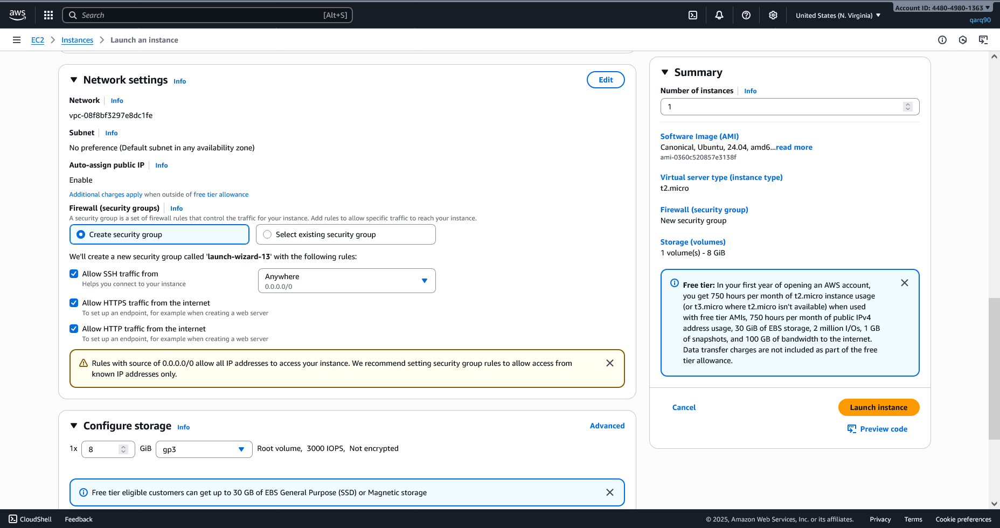 aws
Search
[Alt+S]
United States (N. Virginia)
Account ID: 4480-4980-1363
qarq90
EC2
Instances
Launch an instance
Network settings
Info
Edit
Network
Info
vpc-08f8bf3297e8dc1fe
Subnet
Info
No preference (Default subnet in any availability zone)
Auto-assign public IP
Info
Enable
Additional charges apply when outside of free tier allowance
Firewall (security groups)
Info
A security group is a set of firewall rules that control the traffic for your instance. Add rules to allow specific traffic to reach your instance.
Create security group
Select existing security group
We'll create a new security group called 'launch-wizard-13' with the following rules:
Allow SSH traffic from
Helps you connect to your instance
Anywhere
0.0.0.0/0
Allow HTTPS traffic from the internet
To set up an endpoint, for example when creating a web server
Allow HTTP traffic from the internet
To set up an endpoint, for example when creating a web server
Rules with source of 0.0.0.0/0 allow all IP addresses to access your instance. We recommend setting security group rules to allow access from
known IP addresses only.
Configure storage
Info
Advanced
1x
8
GiB
gp3
Root volume, 3000 IOPS, Not encrypted
Free tier eligible customers can get up to 30 GB of EBS General Purpose (SSD) or Magnetic storage
Summary
Number of instances
Info
1
Software Image (AMI)
Canonical, Ubuntu, 24.04, amd6...read more
ami-0360c520857e3138f
Virtual server type (instance type)
t2.micro
Firewall (security group)
New security group
Storage (volumes)
1 volume(s) - 8 GiB
Free tier: In your first year of opening an AWS account,
you get 750 hours per month of t2.micro instance usage
(or t3.micro where t2.micro isn't available) when used
with free tier AMIs, 750 hours per month of public IPv4
address usage, 30 GiB of EBS storage, 2 million I/Os, 1 GB
of snapshots, and 100 GB of bandwidth to the internet.
Data transfer charges are not included as part of the free
tier allowance.
Cancel
Launch instance
Preview code
CloudShell
Feedback
© 2025, Amazon Web Services, Inc. or its affiliates.
Privacy
Terms
Cookie preferences